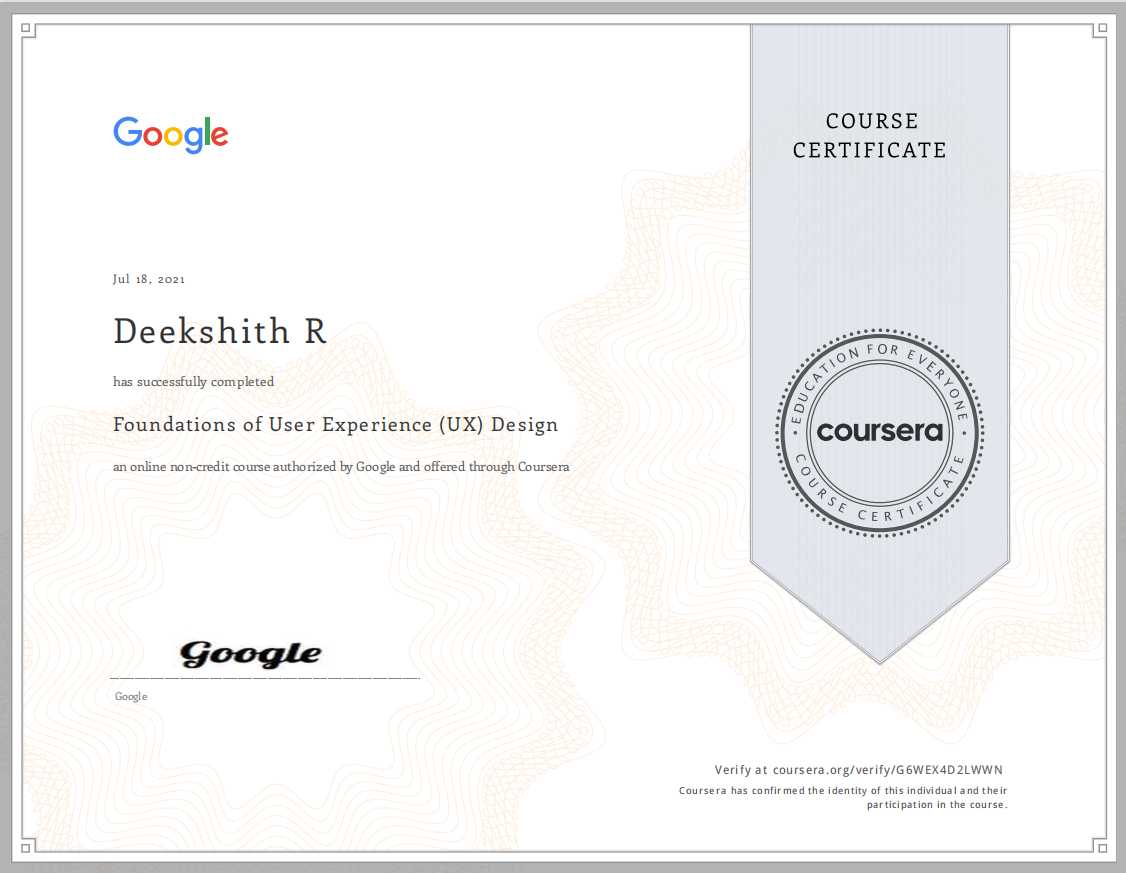 Google
COURSE
CERTIFICATE
Jul 18, 2021
Deekshith R
has successfully completed
Foundations of User Experience (UX) Design
an online non-credit course authorized by Google and offered through Coursera
EDUCATION FOR EVERYONE
coursera
COURSE CERTIFICATE
Google
Google
Verify at coursera.org/verify/G6WEX4D2LWWN
Coursera has confirmed the identity of this individual and their
participation in the course.